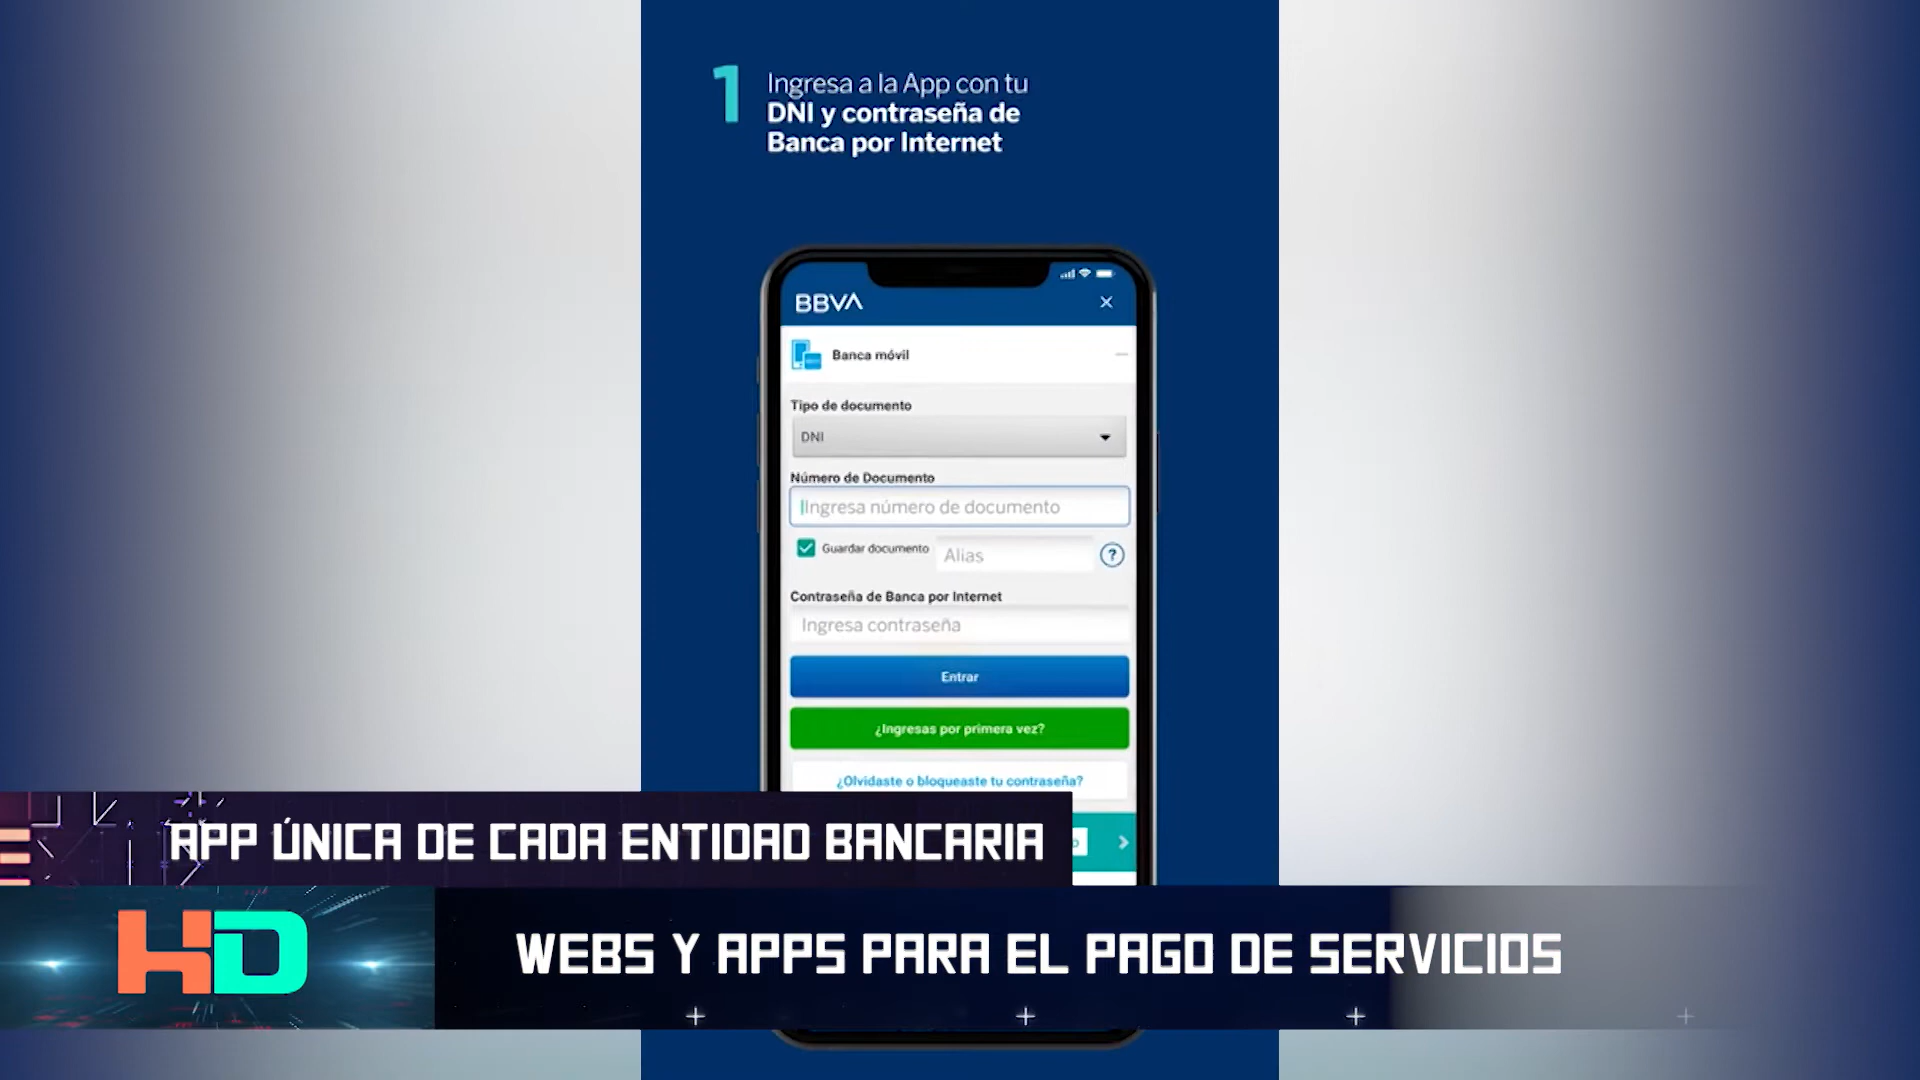 1
Ingresa a la App con tu
DNI y contraseña de
Banca por Internet
BBVA
Banca móvil
Tipo de documento
DNI
Número de Documento
Ingresa número de documento
Guardar documento
Alias
?
Contraseña de Banca por Internet
Ingresa contraseña
Entrar
¿Ingresas por primera vez?
¿Olvidaste o bloqueaste tu contraseña?
APP ÚNICA DE CADA ENTIDAD BANCARIA
HD
WEBS Y APPS PARA EL PAGO DE SERVICIOS